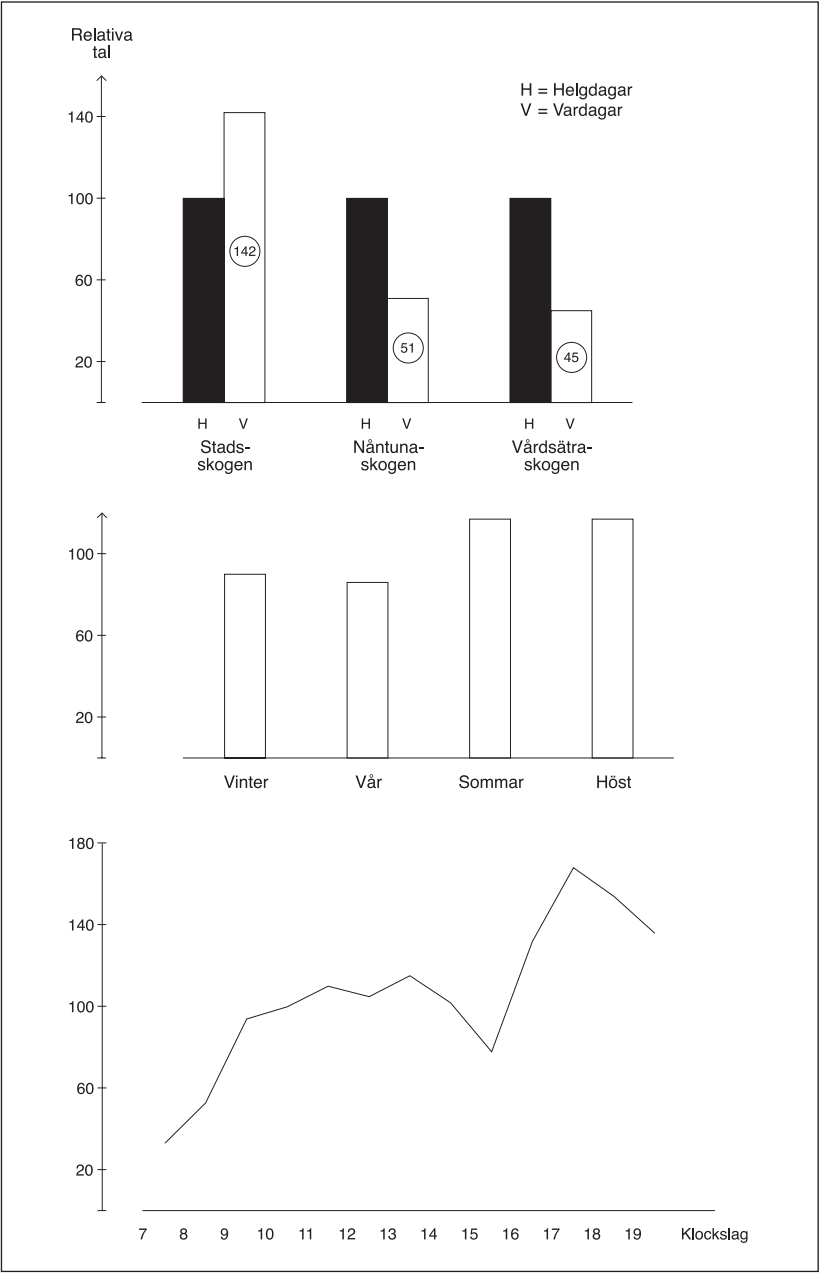 Relativa
tal
H = Helgdagar
V = Vardagar
140
100
60
20
142
51
45
H V H V H V
Stads-
skogen
Nåntuna-
skogen
Vårdsätra-
skogen
100
60
20
Vinter Vår Sommar Höst
180
140
100
60
20
7 8 9 10 11 12 13 14 15 16 17 18 19 Klockslag